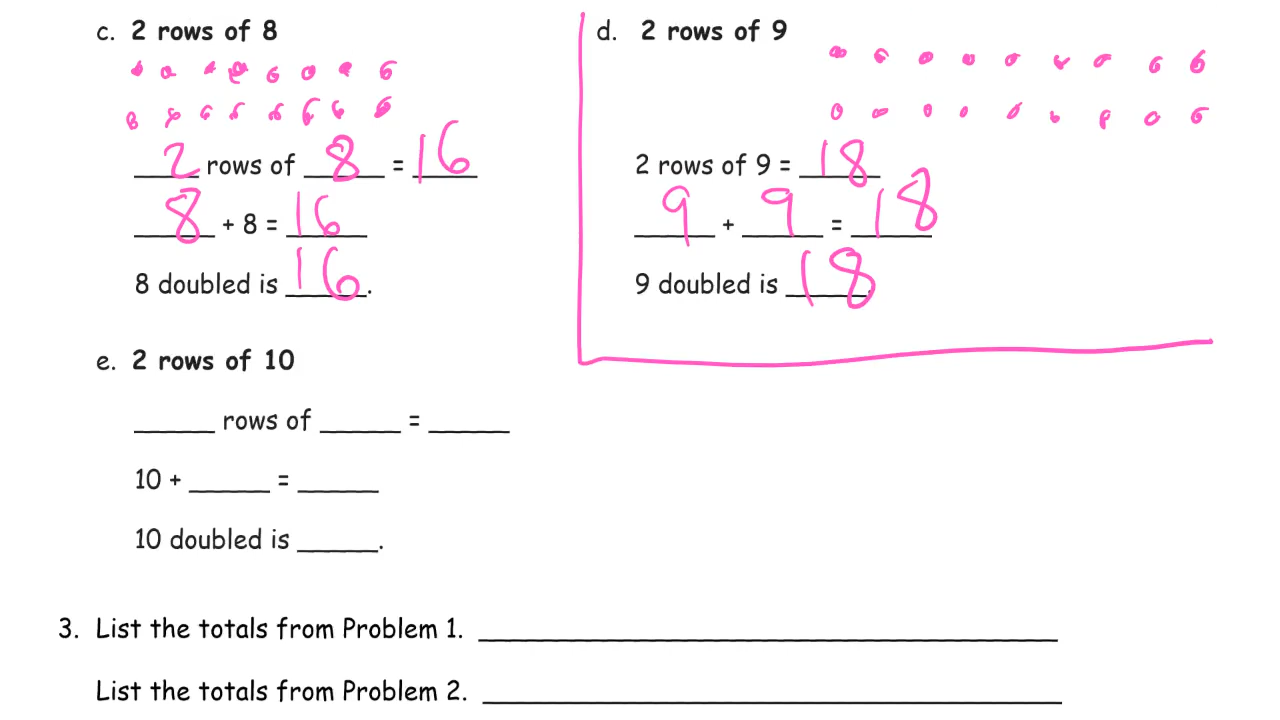 c. 2 rows of 8
2 rows of 8 = 16
8 + 8 = 16
8 doubled is 16.
d. 2 rows of 9
2 rows of 9 = 18
9 + 9 = 18
9 doubled is 18.
e. 2 rows of 10
______ rows of ______ = ______
10 + ______ = ______
10 doubled is ______.
3. List the totals from Problem 1. ______
List the totals from Problem 2. ______